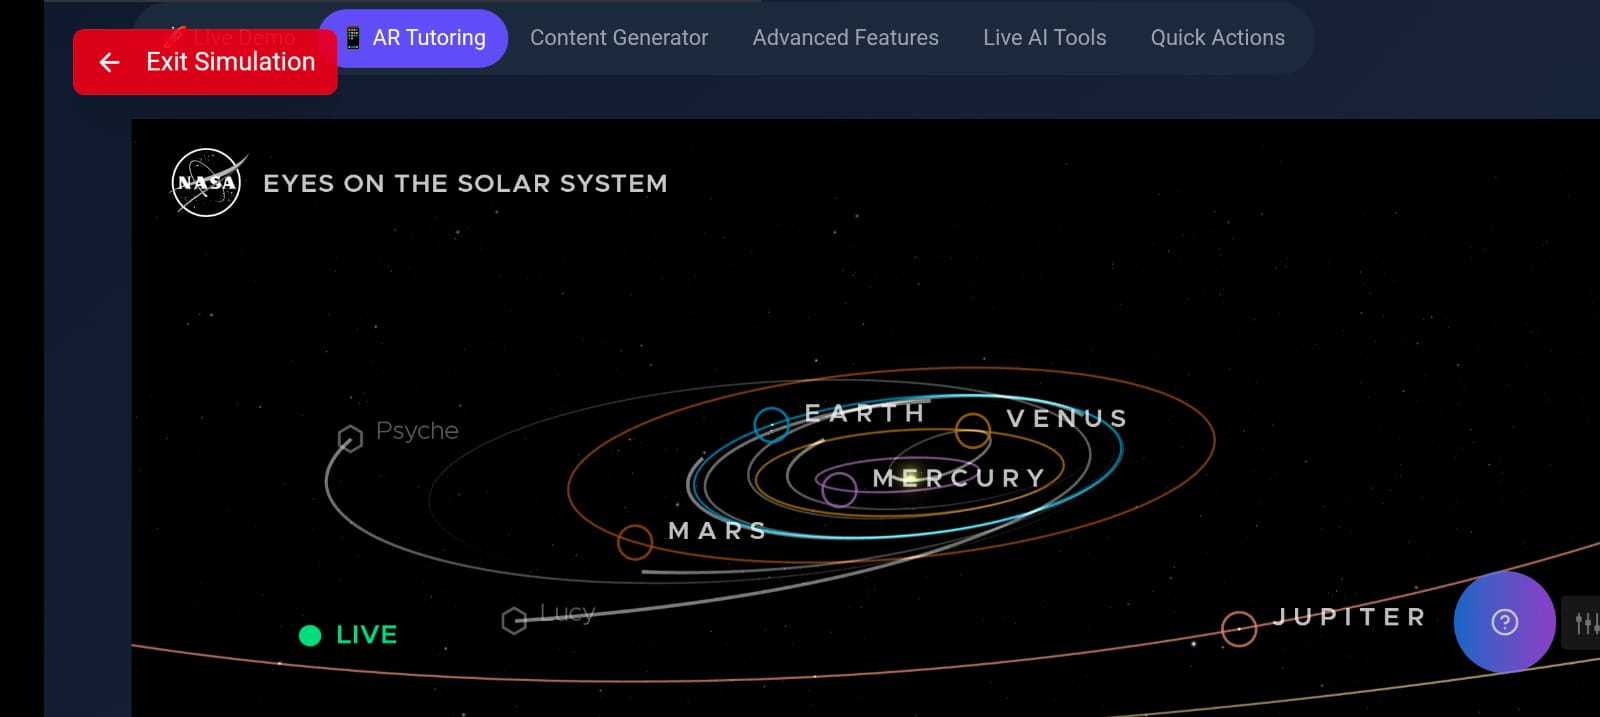 Live Demo
AR Tutoring
Content Generator
Advanced Features
Live AI Tools
Quick Actions
Exit Simulation
NASA
EYES ON THE SOLAR SYSTEM
EARTH
VENUS
Psyche
MERCURY
MARS
Lucy
JUPITER
LIVE